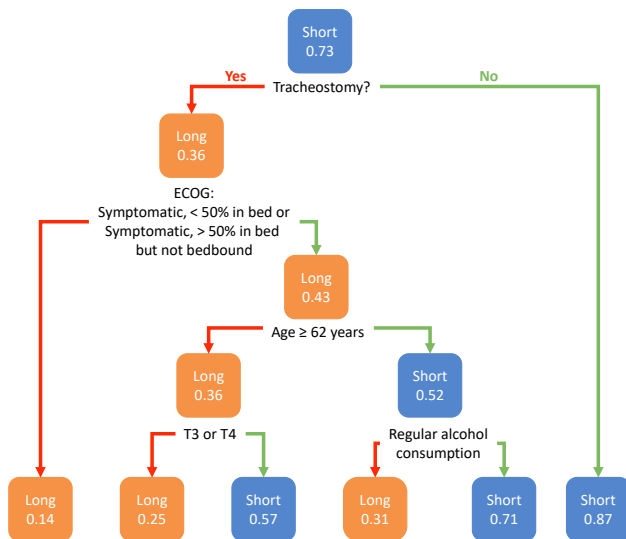 Short
0.73
Yes
Tracheostomy?
No
Long
0.36
ECOG:
Symptomatic, < 50% in bed or
Symptomatic, > 50% in bed
but not bedbound
Long
0.43
Age ≥ 62 years
Long
0.36
Short
0.52
T3 or T4
Regular alcohol
consumption
Long
0.14
Long
0.25
Short
0.57
Long
0.31
Short
0.71
Short
0.87